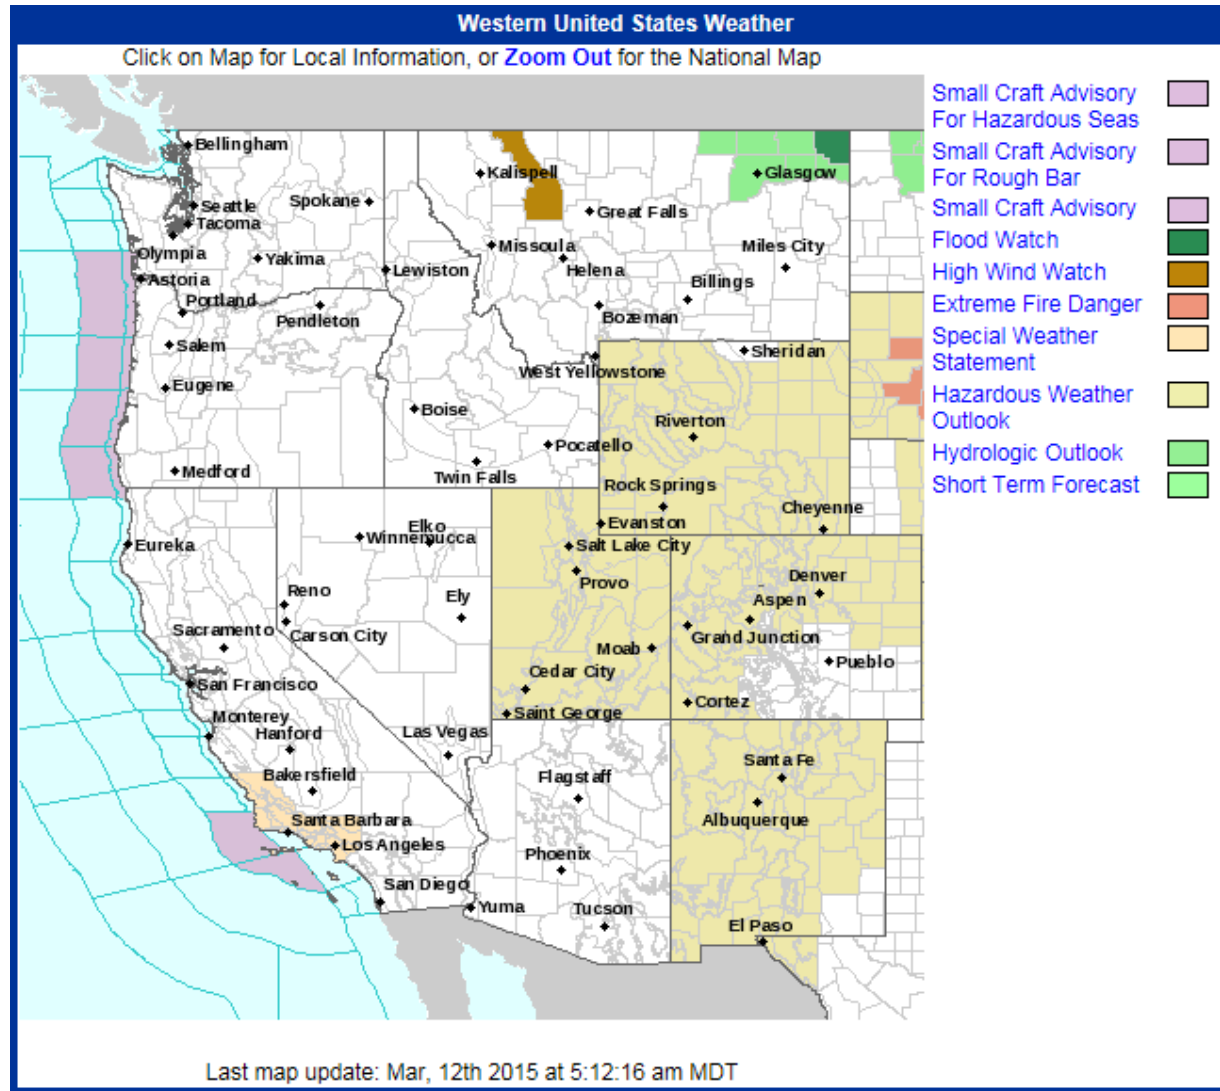 Western United States Weather
Click on Map for Local Information, or Zoom Out for the National Map
Small Craft Advisory
For Hazardous Seas
Small Craft Advisory
For Rough Bar
Small Craft Advisory
Flood Watch
High Wind Watch
Extreme Fire Danger
Special Weather
Statement
Hazardous Weather
Outlook
Hydrologic Outlook
Short Term Forecast
Bellingham
Kalispell
Glasgow
Seattle
Spokane
Great Falls
Tacoma
Olympia
Yakima
Missoula
Miles City
Astoria
Lewiston
Helena
Billings
Portland
Pendleton
Bozeman
Salem
Sheridan
West Yellowstone
Eugene
Boise
Riverton
Pocatello
Medford
Twin Falls
Rock Springs
Cheyenne
Elko
Evanston
Winnemucca
Eureka
Salt Lake City
Provo
Denver
Reno
Ely
Aspen
Sacramento
Carson City
Grand Junction
Moab
Pueblo
Cedar City
San Francisco
Cortez
Saint George
Monterey
Hanford
Las Vegas
Santa Fe
Bakersfield
Flagstaff
Santa Barbara
Albuquerque
Los Angeles
Phoenix
San Diego
Yuma
Tucson
El Paso
Last map update: Mar, 12th 2015 at 5:12:16 am MDT